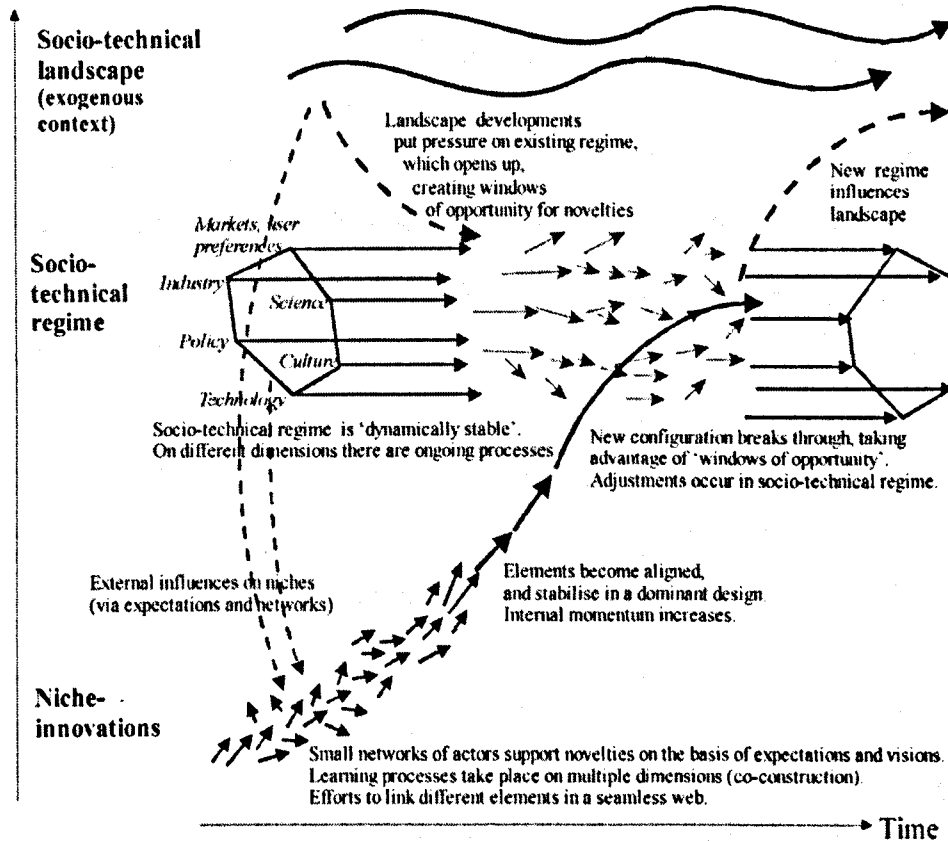 Socio-technical
landscape
(exogenous
context)
Landscape developments
put pressure on existing regime,
which opens up,
creating windows
of opportunity for novelties
New regime
influences
landscape
Markets, user
preferences
Socio-
technical
regime
Industry
Science
Policy
Culture
Technology
Socio-technical regime is 'dynamically stable'.
On different dimensions there are ongoing processes
New configuration breaks through, taking
advantage of 'windows of opportunity'.
Adjustments occur in socio-technical regime.
External influences on niches
(via expectations and networks)
Elements become aligned,
and stabilise in a dominant design.
Internal momentum increases.
Niche-
innovations
Small networks of actors support novelties on the basis of expectations and visions.
Learning processes take place on multiple dimensions (co-construction).
Efforts to link different elements in a seamless web.
Time